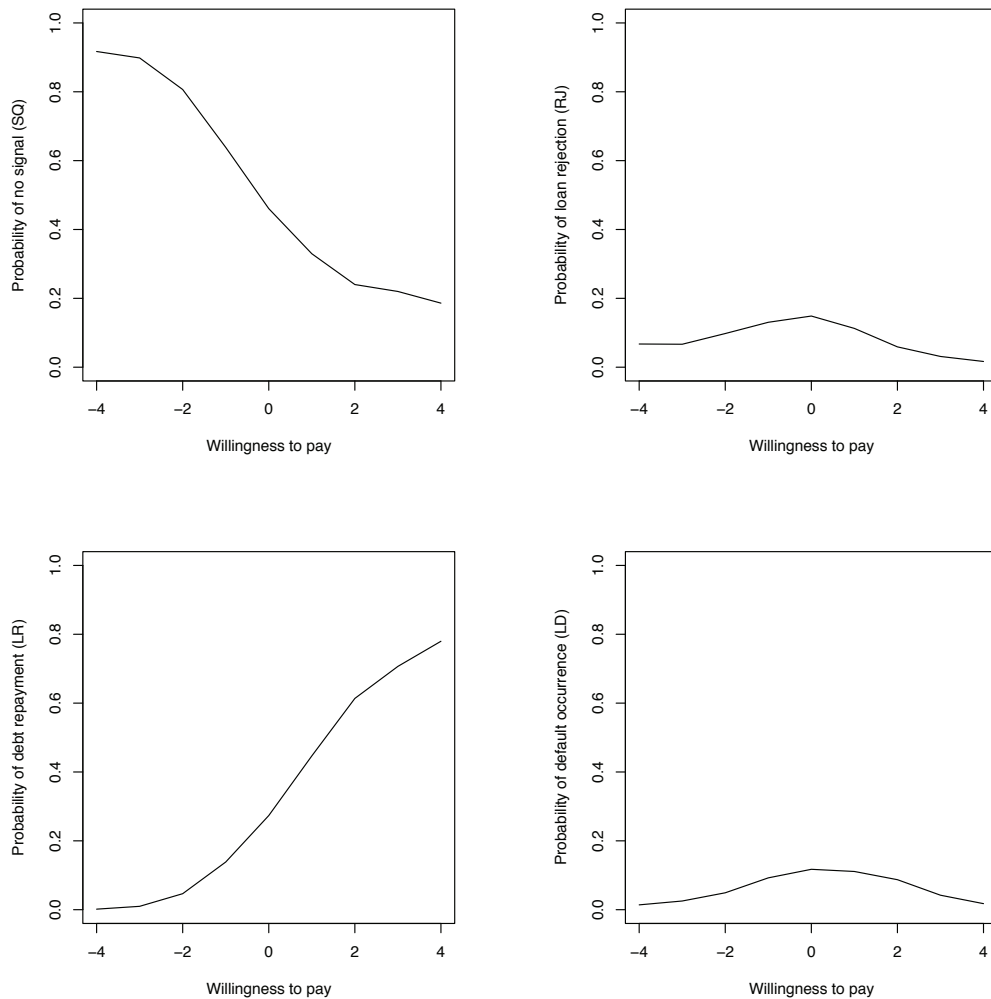 Probability of no signal (SQ)
0.0 0.2 0.4 0.6 0.8 1.0
−4 −2 0 2 4
Willingness to pay
Probability of loan rejection (RJ)
0.0 0.2 0.4 0.6 0.8 1.0
−4 −2 0 2 4
Willingness to pay
Probability of debt repayment (LR)
0.0 0.2 0.4 0.6 0.8 1.0
−4 −2 0 2 4
Willingness to pay
Probability of default occurrence (LD)
0.0 0.2 0.4 0.6 0.8 1.0
−4 −2 0 2 4
Willingness to pay